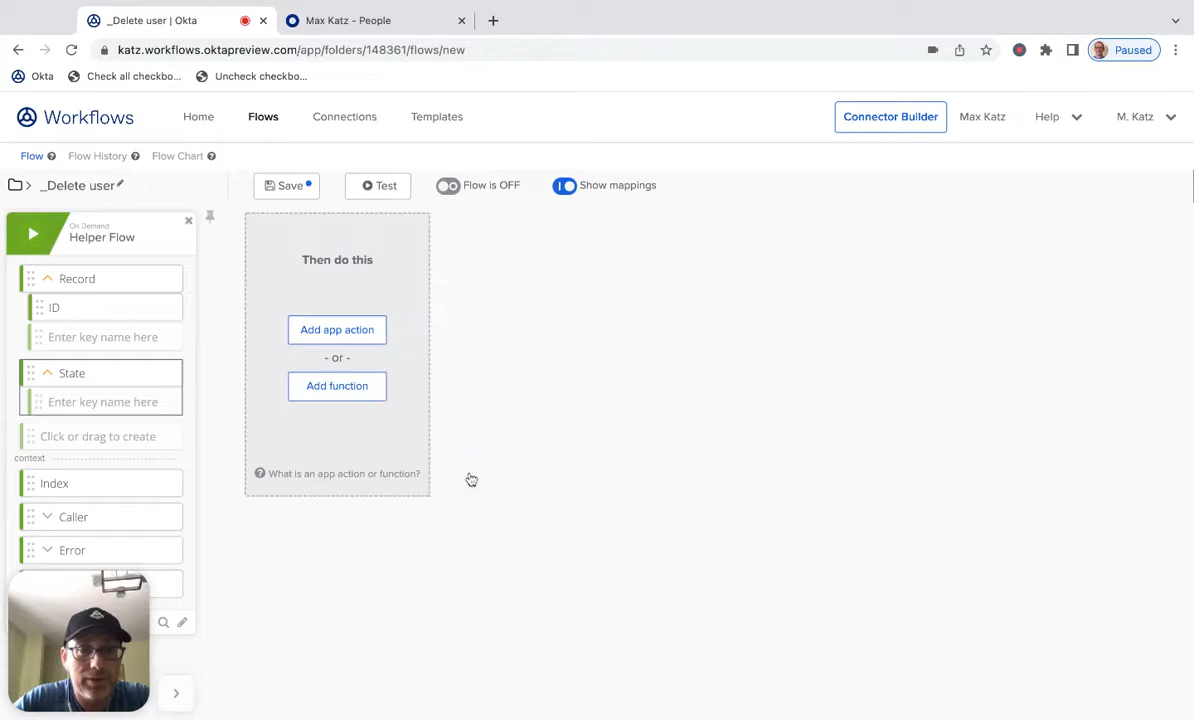 _Delete user | Okta
Max Katz - People
katz.workflows.oktapreview.com/app/folders/148361/flows/new
Paused
Okta
Check all checkbo...
Uncheck checkbo...
Workflows
Home
Flows
Connections
Templates
Connector Builder
Max Katz
Help
M. Katz
Flow
Flow History
Flow Chart
_Delete user
Save
Test
Flow is OFF
Show mappings
On Demand
Helper Flow
Record
ID
Enter key name here
State
Enter key name here
Click or drag to create
context
Index
Caller
Error
Then do this
Add app action
- or -
Add function
What is an app action or function?